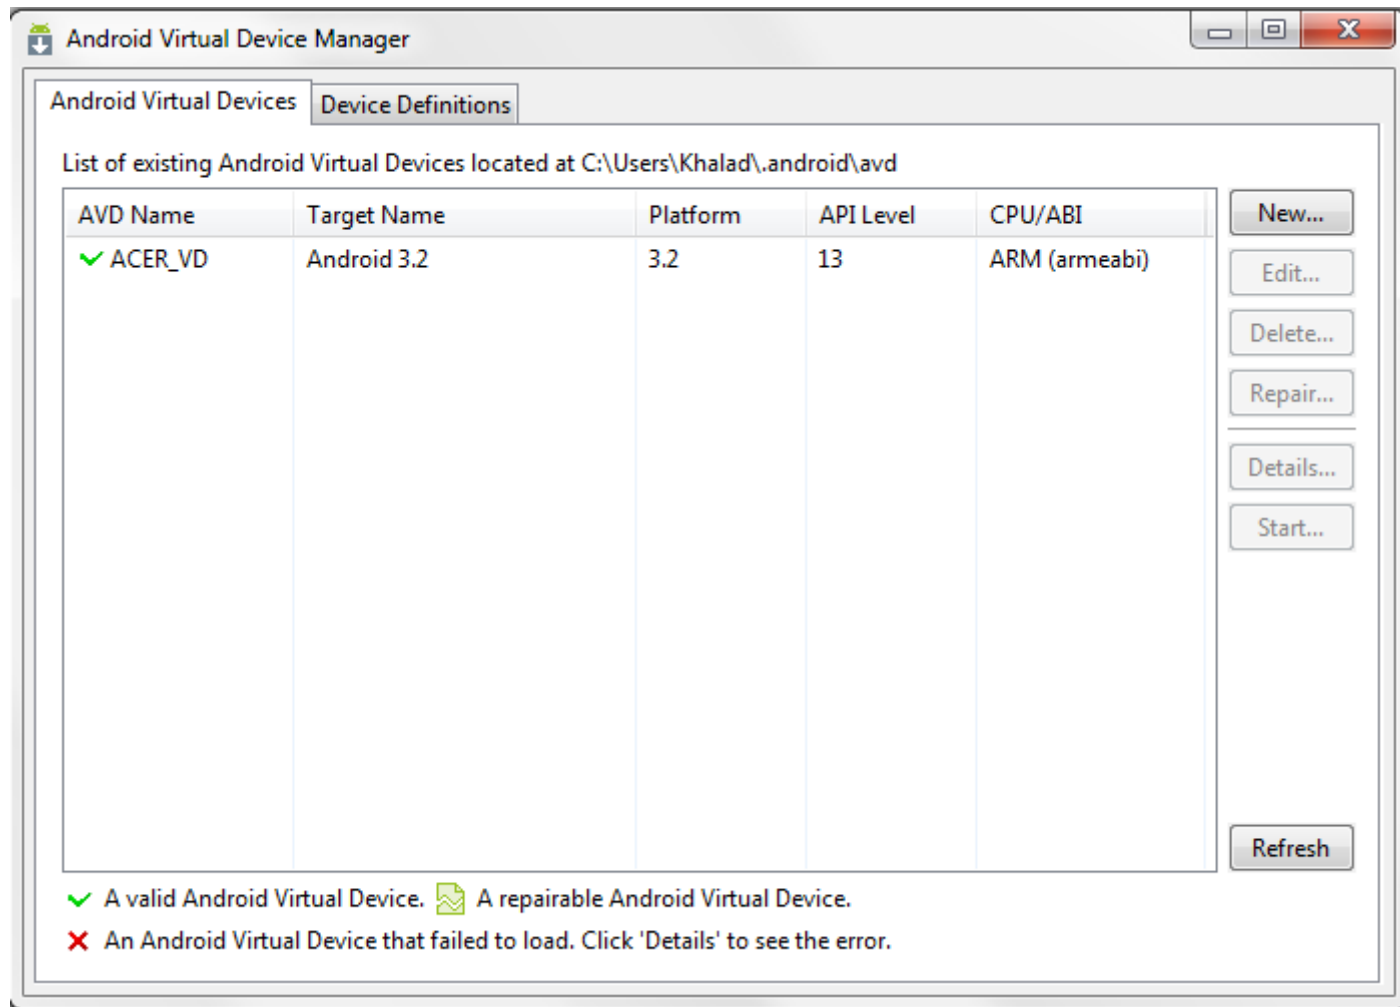 Android Virtual Device Manager
Android Virtual Devices Device Definitions
List of existing Android Virtual Devices located at C:\Users\Khalad\.android\avd
AVD Name Target Name Platform API Level CPU/ABI
ACER_VD Android 3.2 3.2 13 ARM (armeabi)
New...
Edit...
Delete...
Repair...
Details...
Start...
Refresh
A valid Android Virtual Device. A repairable Android Virtual Device.
An Android Virtual Device that failed to load. Click 'Details' to see the error.